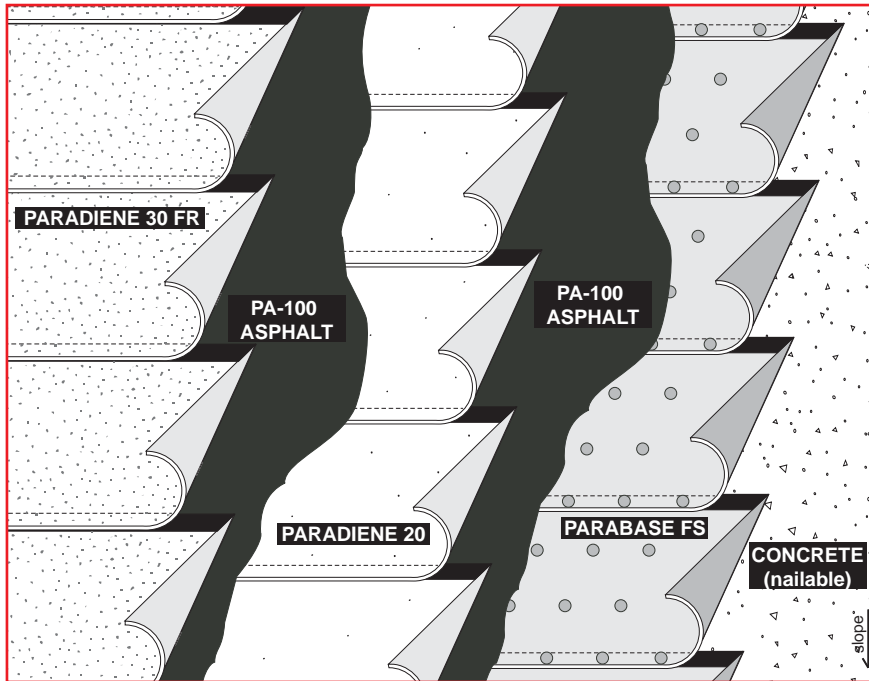 PARADIENE 30 FR
PA-100
ASPHALT
PA-100
ASPHALT
PARADIENE 20
PARABASE FS
CONCRETE
(nailable)
slope